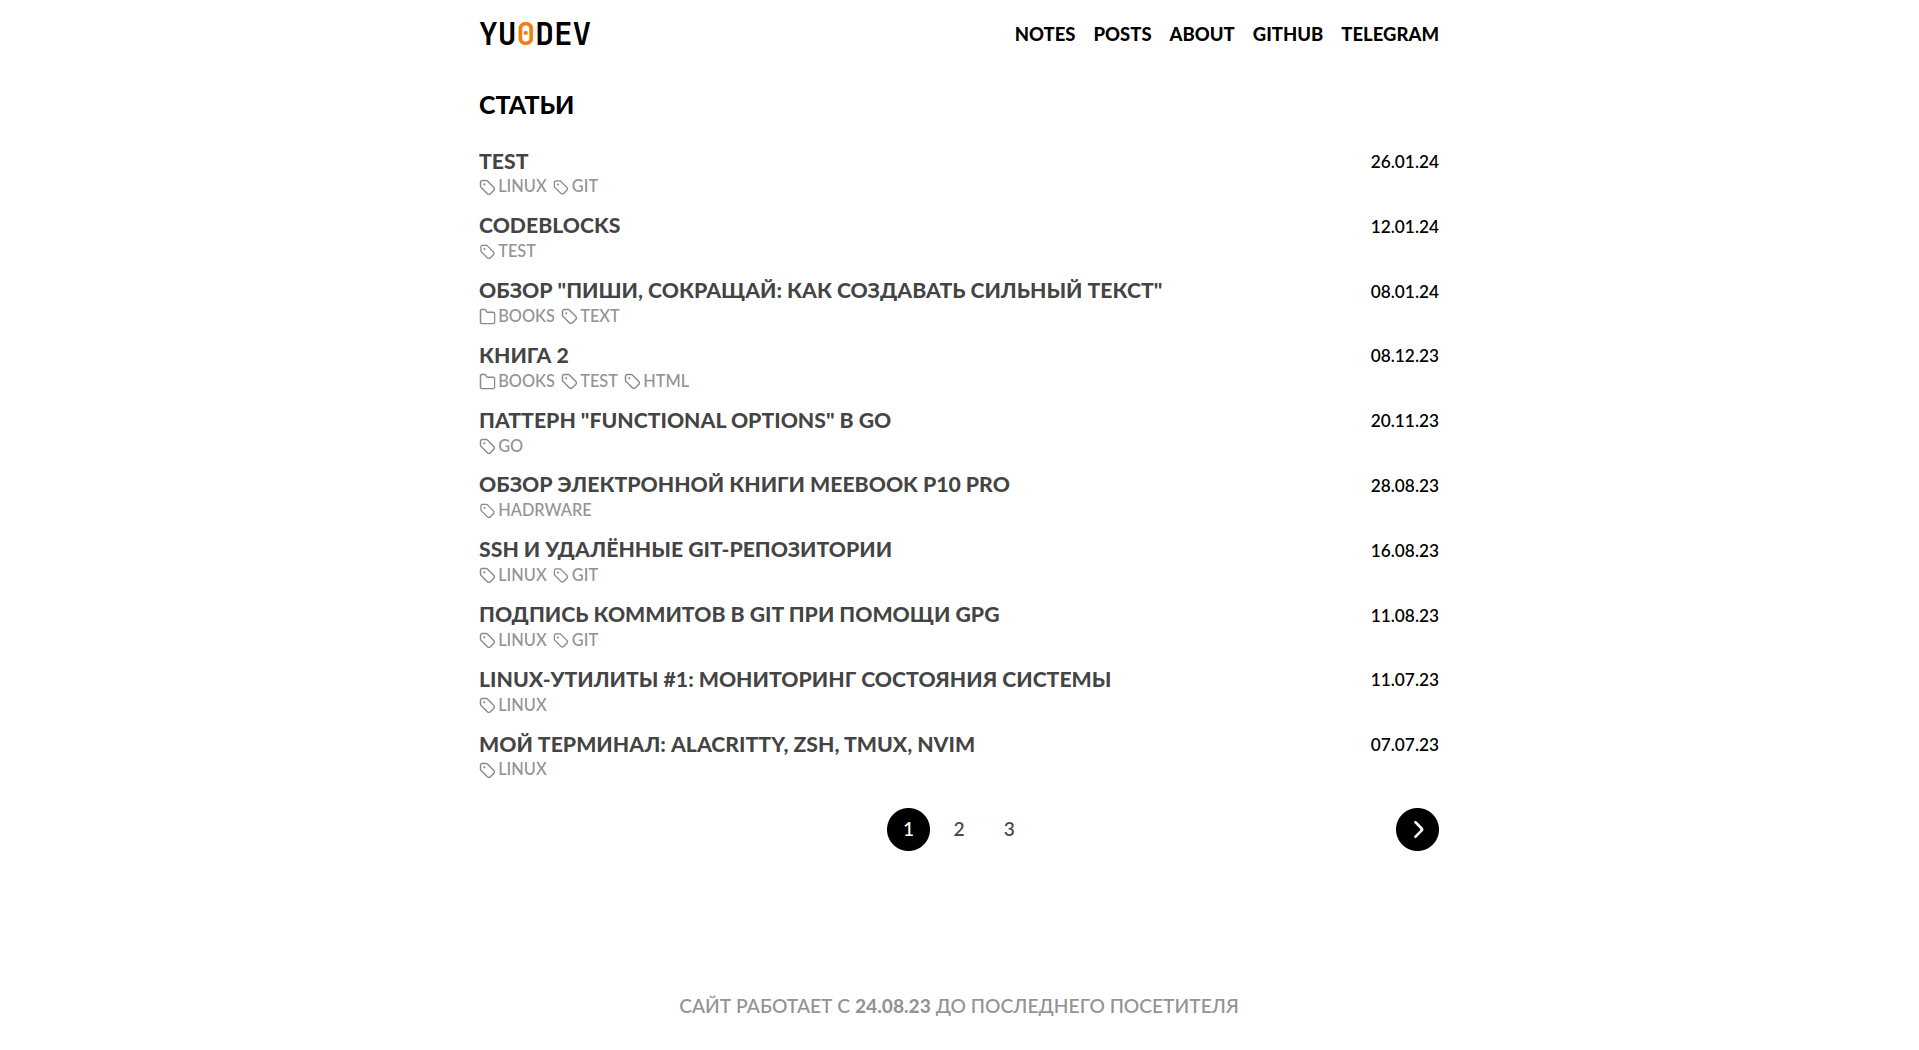 YU0DEV
NOTES POSTS ABOUT GITHUB TELEGRAM
СТАТЬИ
TEST 26.01.24
LINUX GIT
CODEBLOCKS 12.01.24
TEST
ОБЗОР "ПИШИ, СОКРАЩАЙ: КАК СОЗДАВАТЬ СИЛЬНЫЙ ТЕКСТ" 08.01.24
BOOKS TEXT
КНИГА 2 08.12.23
BOOKS TEST HTML
ПАТТЕРН "FUNCTIONAL OPTIONS" В GO 20.11.23
GO
ОБЗОР ЭЛЕКТРОННОЙ КНИГИ MEEBOOK P10 PRO 28.08.23
HADRWARE
SSH И УДАЛЁННЫЕ GIT-РЕПОЗИТОРИИ 16.08.23
LINUX GIT
ПОДПИСЬ КОММИТОВ В GIT ПРИ ПОМОЩИ GPG 11.08.23
LINUX GIT
LINUX-УТИЛИТЫ #1: МОНИТОРИНГ СОСТОЯНИЯ СИСТЕМЫ 11.07.23
LINUX
МОЙ ТЕРМИНАЛ: ALACRITTY, ZSH, TMUX, NVIM 07.07.23
LINUX
1 2 3
САЙТ РАБОТАЕТ С 24.08.23 ДО ПОСЛЕДНЕГО ПОСЕТИТЕЛЯ